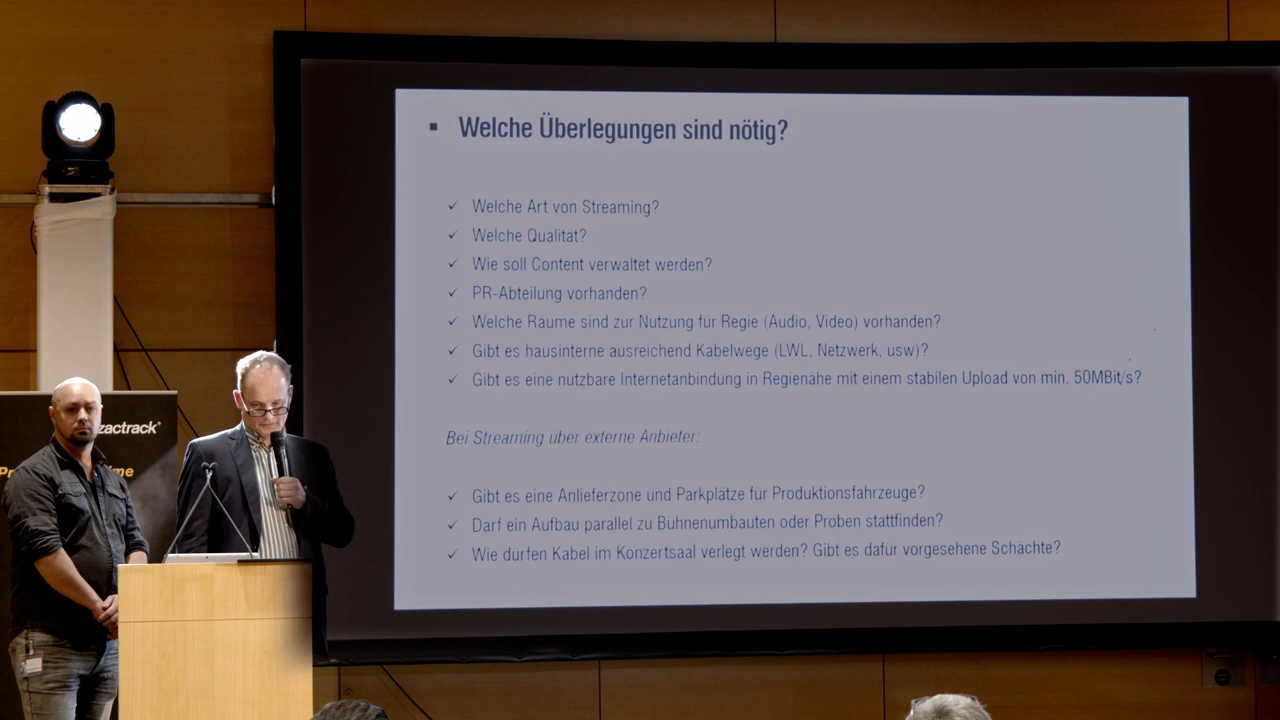 Welche Überlegungen sind nötig?
Welche Art von Streaming?
Welche Qualität?
Wie soll Content verwaltet werden?
PR-Abteilung vorhanden?
Welche Räume sind zur Nutzung für Regie (Audio, Video) vorhanden?
Gibt es hausinterne ausreichend Kabelwege (LWL, Netzwerk, usw)?
Gibt es eine nutzbare Internetanbindung in Regienähe mit einem stabilen Upload von min. 50MBit/s?
Bei Streaming über externe Anbieter:
Gibt es eine Anlieferzone und Parkplätze für Produktionsfahrzeuge?
Darf ein Aufbau parallel zu Bühnenumbauten oder Proben stattfinden?
Wie dürfen Kabel im Konzertsaal verlegt werden? Gibt es dafür vorgesehene Schächte?
zactrack